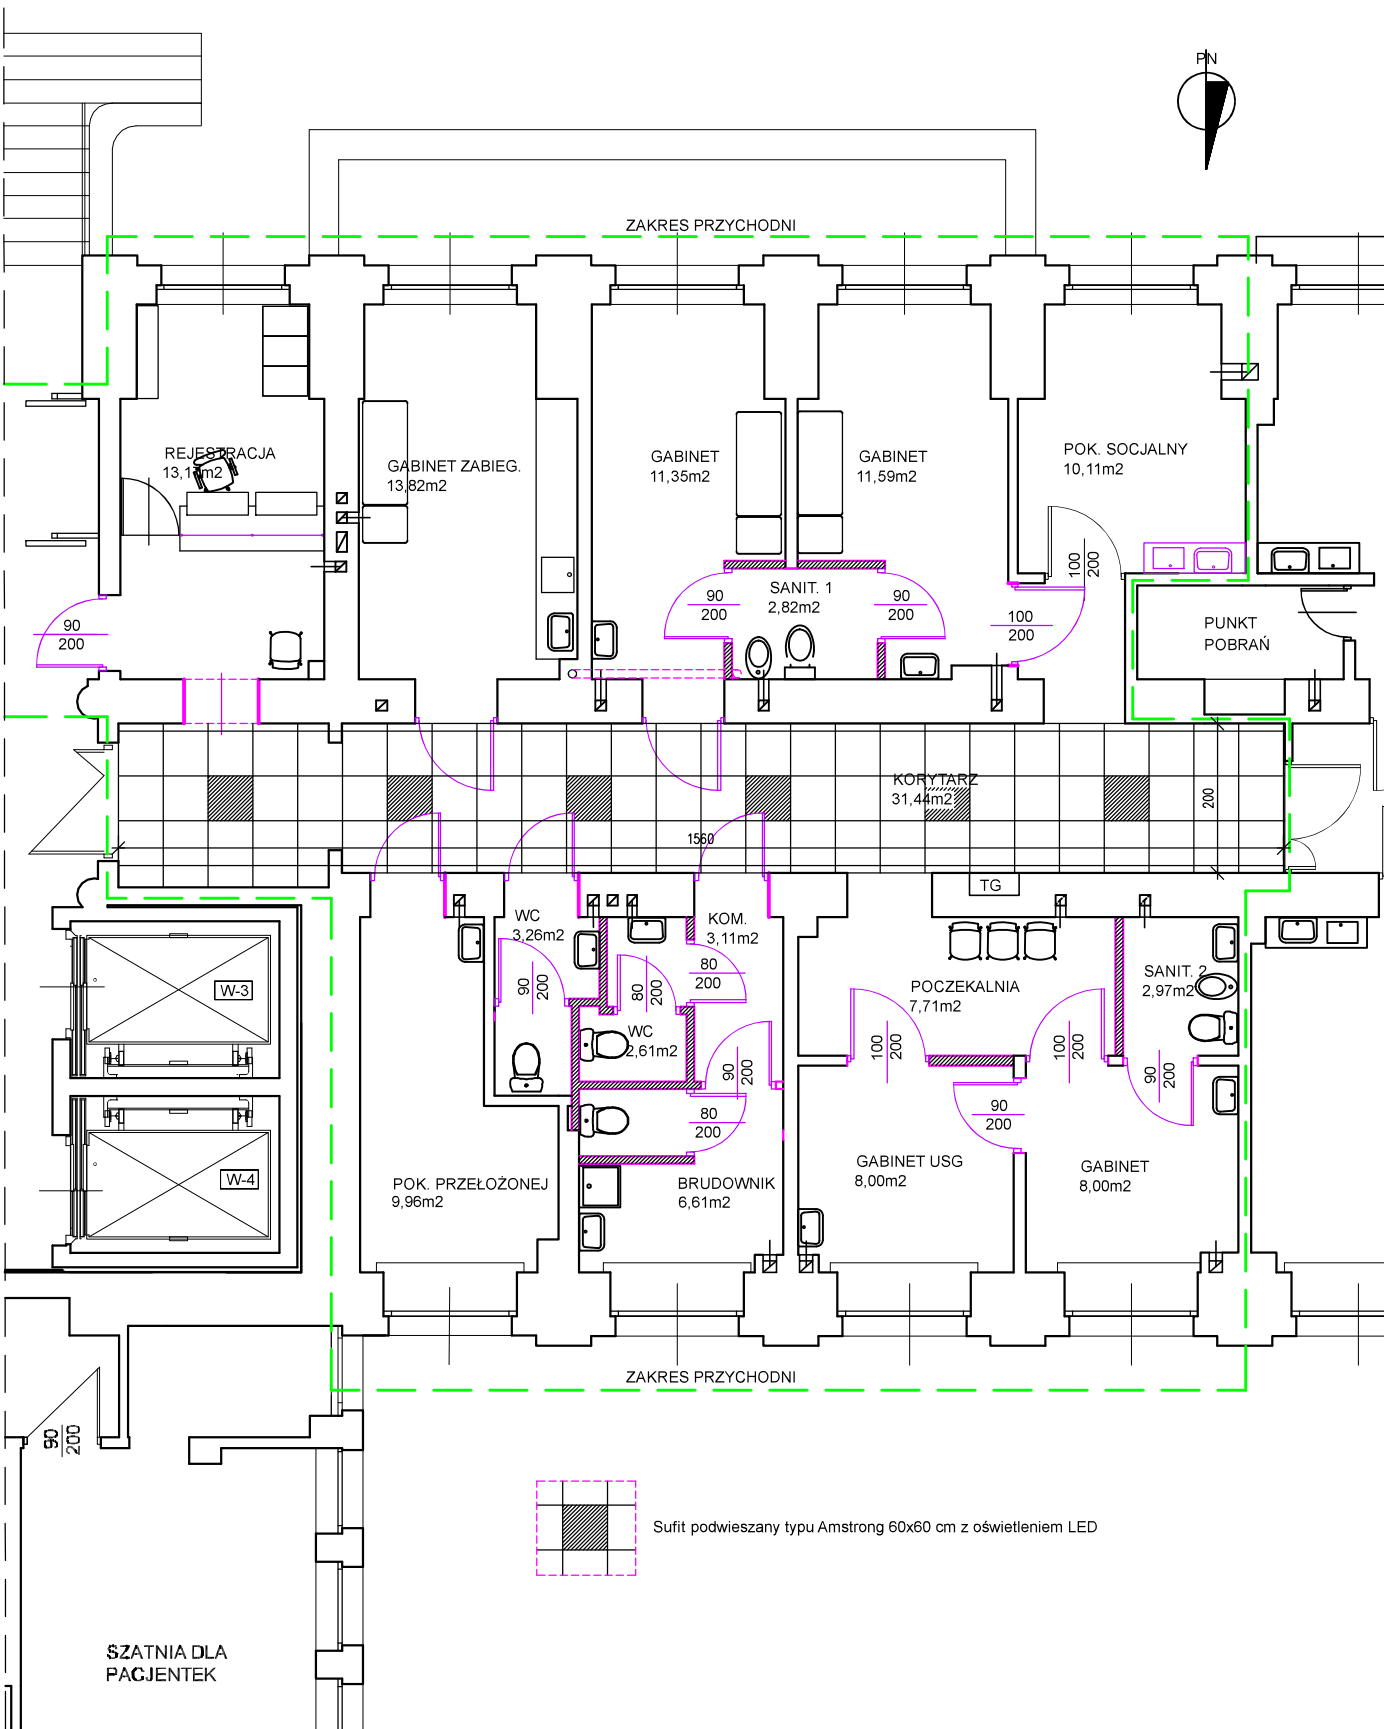 PN
ZAKRES PRZYCHODNI
REJESTRACJA
GABINET ZABIEG.
13,82m2
GABINET
11,35m2
GABINET
11,59m2
POK. SOCJALNY
10,11m2
100
200
90
200
90
200
SANIT. 1
2,82m2
90
200
100
200
PUNKT
POBRAŃ
KORYTARZ
31,44m2
200
1560
TG
WC
3,26m2
KOM.
3,11m2
W-3
90
200
80
200
80
200
WC
2,61m2
POCZEKALNIA
7,71m2
SANIT. 2
2,97m2
100
200
100
200
90
200
90
200
80
200
90
200
W-4
POK. PRZEŁOŻONEJ
9,96m2
BRUDOWNIK
6,61m2
GABINET USG
8,00m2
GABINET
8,00m2
ZAKRES PRZYCHODNI
90
200
Sufit podwieszany typu Amstrong 60x60 cm z oświetleniem LED
SZATNIA DLA
PACJENTEK